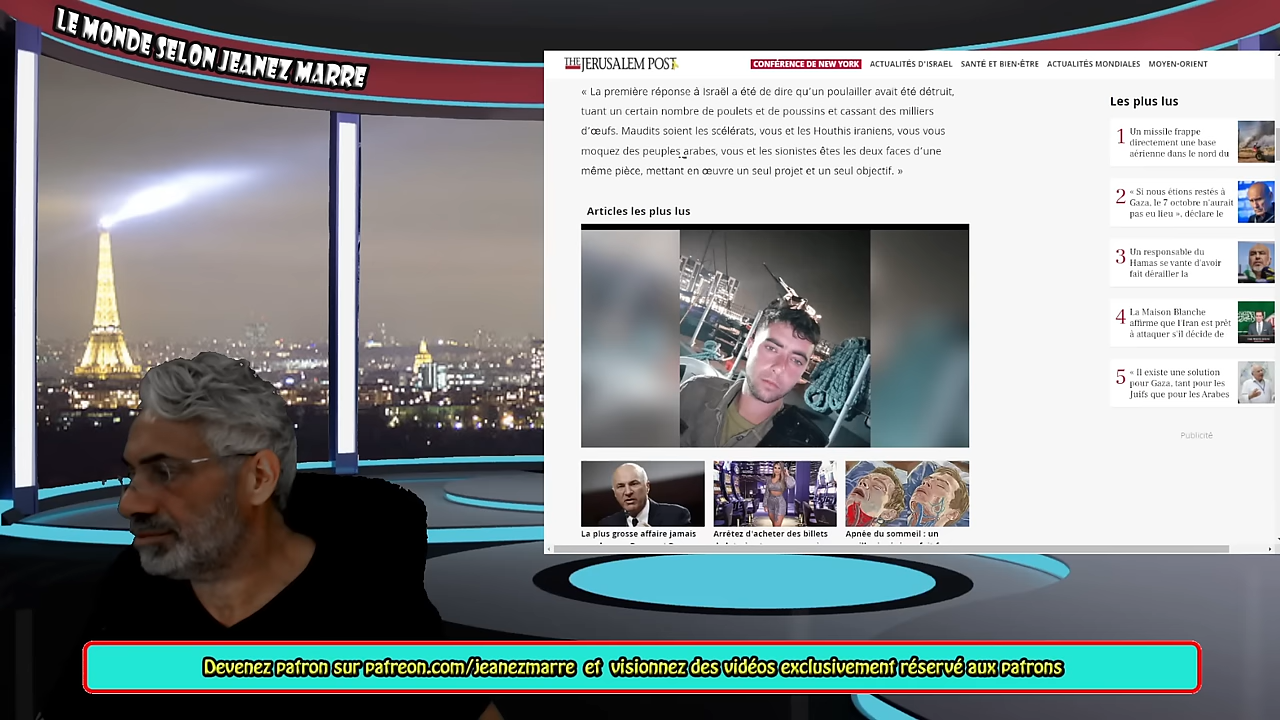 LE MONDE SELON JEANEZ MARRE
THE JERUSALEM POST
CONFÉRENCE DE NEW YORK ACTUALITÉS D'ISRAEL SANTÉ ET BIEN-ÊTRE ACTUALITÉS MONDIALES MOYEN-ORIENT
« La première réponse à Israël a été de dire qu'un poulailler avait été détruit,
tuant un certain nombre de poulets et de poussins et cassant des milliers
d'œufs. Maudits soient les scélérats, vous et les Houthis iraniens, vous vous
moquez des peuples arabes, vous et les sionistes êtes les deux faces d'une
même pièce, mettant en œuvre un seul projet et un seul objectif. »
Articles les plus lus
La plus grosse affaire jamais
Arrêtez d'acheter des billets
Apnée du sommeil : un
Les plus lus
1 Un missile frappe
directement une base
aérienne dans le nord du
2 « Si nous étions restés à
Gaza, le 7 octobre n'aurait
pas eu lieu », déclare le
3 Un responsable du
Hamas se vante d'avoir
fait dérailler la
4 La Maison Blanche
affirme que l'Iran est prêt
à attaquer s'il décide de
5 « Il existe une solution
pour Gaza, tant pour les
Juifs que pour les Arabes
Publicité
Devenez patron sur patreon.com/jeanezmarre et visionnez des vidéos exclusivement réservé aux patrons